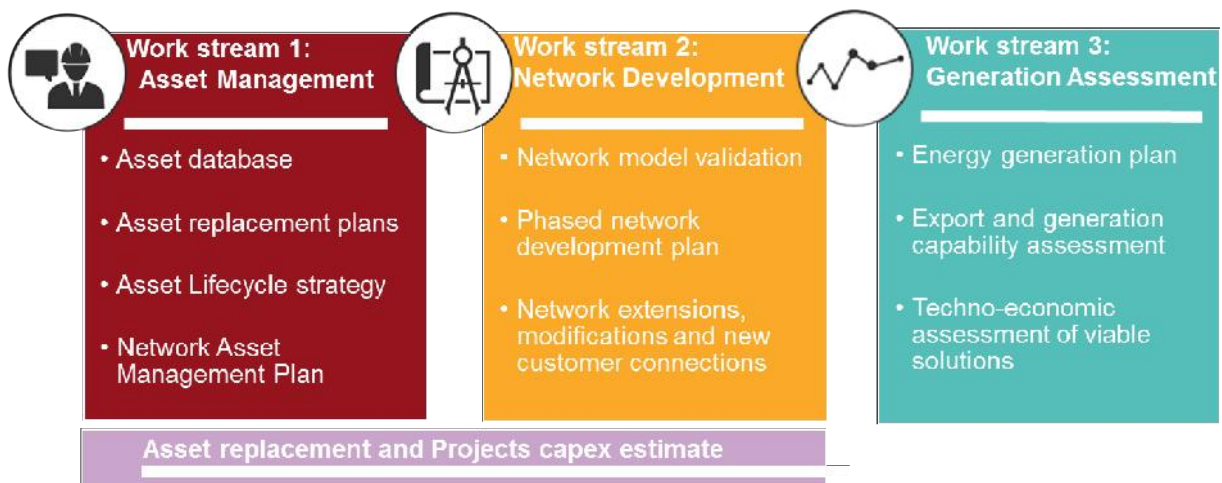 Work stream 1:
Asset Management
• Asset database
• Asset replacement plans
• Asset Lifecycle strategy
• Network Asset
Management Plan
Work stream 2:
Network Development
• Network model validation
• Phased network
development plan
• Network extensions,
modifications and new
customer connections
Work stream 3:
Generation Assessment
• Energy generation plan
• Export and generation
capability assessment
• Techno-economic
assessment of viable
solutions
Asset replacement and Projects capex estimate